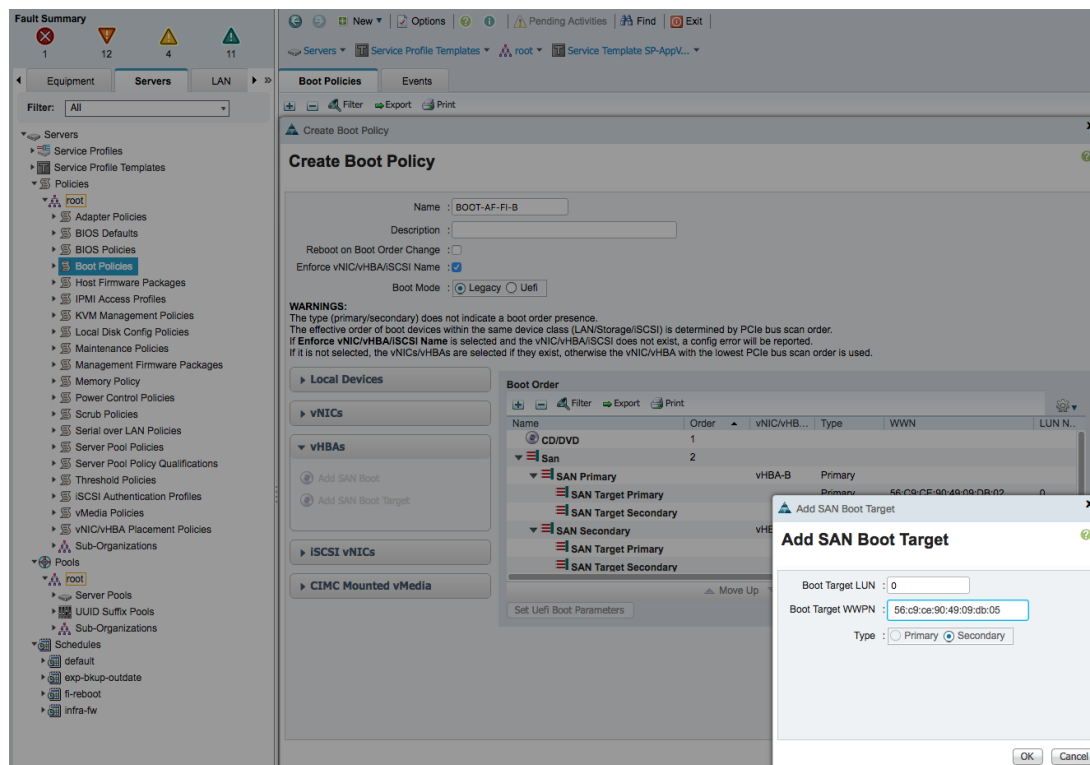 Fault Summary
1 12 4 11
New Options Pending Activities Find Exit
Servers Service Profile Templates root Service Template SP-AppV...
Equipment Servers LAN
Filter: All
Servers
Service Profiles
Service Profile Templates
Policies
root
Adapter Policies
BIOS Defaults
BIOS Policies
Boot Policies
Host Firmware Packages
IPMI Access Profiles
KVM Management Policies
Local Disk Config Policies
Maintenance Policies
Management Firmware Packages
Memory Policy
Power Control Policies
Scrub Policies
Serial over LAN Policies
Server Pool Policies
Server Pool Policy Qualifications
Threshold Policies
iSCSI Authentication Profiles
vMedia Policies
vNIC/vHBA Placement Policies
Sub-Organizations
Pools
root
Server Pools
UUID Suffix Pools
Sub-Organizations
Schedules
default
exp-bkup-outdate
fi-reboot
infra-fw
Boot Policies Events
Filter Export Print
Create Boot Policy
Create Boot Policy
Name : BOOT-AF-FI-B
Description :
Reboot on Boot Order Change :
Enforce vNIC/vHBA/iSCSI Name :
Boot Mode : Legacy Uefi
WARNINGS:
The type (primary/secondary) does not indicate a boot order presence.
The effective order of boot devices within the same device class (LAN/Storage/iSCSI) is determined by PCIe bus scan order.
If Enforce vNIC/vHBA/iSCSI Name is selected and the vNIC/vHBA/iSCSI does not exist, a config error will be reported.
If it is not selected, the vNICs/vHBAs are selected if they exist, otherwise the vNIC/vHBA with the lowest PCIe bus scan order is used.
Local Devices
vNICs
vHBAs
Add SAN Boot
Add SAN Boot Target
iSCSI vNICs
CIMC Mounted vMedia
Boot Order
Filter Export Print
Name Order vNIC/vHB... Type WWN LUN N..
CD/DVD 1
San 2
SAN Primary vHBA-B Primary
SAN Target Primary Primary 56:C9:CE:90:49:09:DB:02 0
SAN Target Secondary
SAN Secondary
SAN Target Primary
SAN Target Secondary
Move Up
Set Uefi Boot Parameters
Add SAN Boot Target
Add SAN Boot Target
Boot Target LUN : 0
Boot Target WWPN : 56:c9:ce:90:49:09:db:05
Type : Primary Secondary
OK Cancel